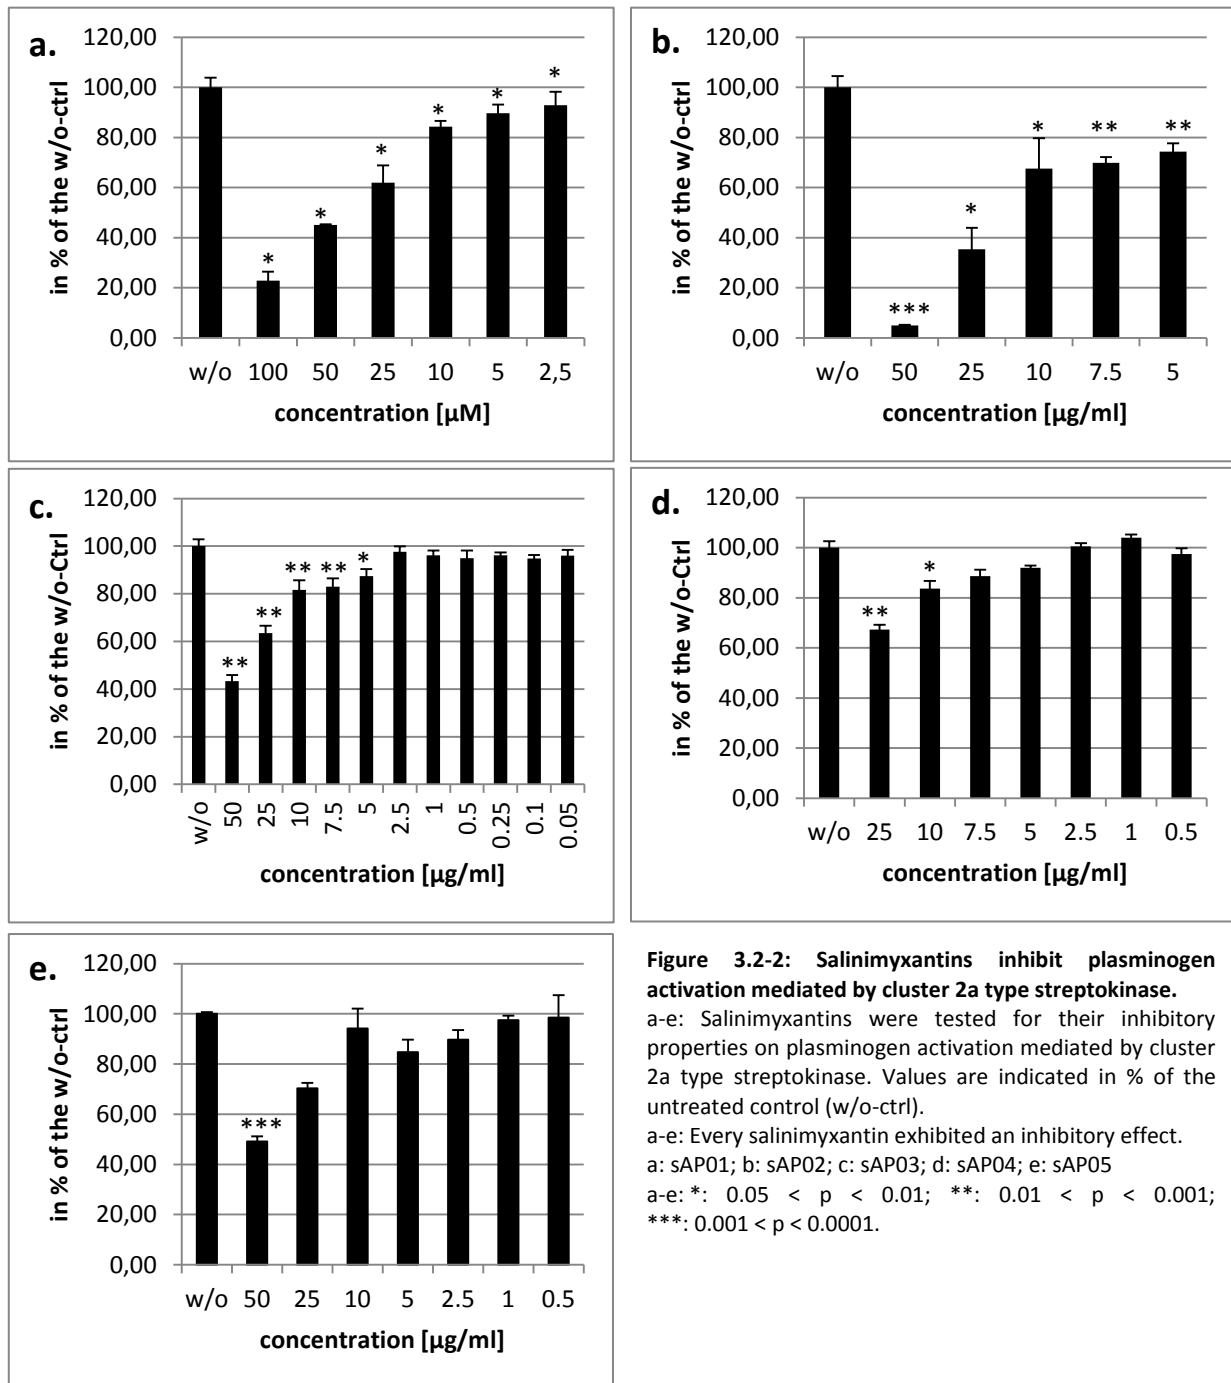 a.
in % of the w/o-ctrl
120,00
100,00
80,00
60,00
40,00
20,00
0,00
* * * * * *
w/o 100 50 25 10 5 2,5
concentration [µM]
b.
in % of the w/o-ctrl
120,00
100,00
80,00
60,00
40,00
20,00
0,00
*** * * ** **
w/o 50 25 10 7.5 5
concentration [µg/ml]
c.
in % of the w/o-Ctrl
120,00
100,00
80,00
60,00
40,00
20,00
0,00
** ** ** ** *
w/o 50 25 10 7.5 5 2.5 1 0.5 0.25 0.1 0.05
concentration [µg/ml]
d.
in % of the w/o-Ctrl
120,00
100,00
80,00
60,00
40,00
20,00
0,00
** *
w/o 25 10 7.5 5 2.5 1 0.5
concentration [µg/ml]
e.
in % of the w/o-ctrl
120,00
100,00
80,00
60,00
40,00
20,00
0,00
***
w/o 50 25 10 5 2.5 1 0.5
concentration [µg/ml]
Figure 3.2-2: Salinimyxantins inhibit plasminogen
activation mediated by cluster 2a type streptokinase.
a-e: Salinimyxantins were tested for their inhibitory
properties on plasminogen activation mediated by cluster
2a type streptokinase. Values are indicated in % of the
untreated control (w/o-ctrl).
a-e: Every salinimyxantin exhibited an inhibitory effect.
a: sAP01; b: sAP02; c: sAP03; d: sAP04; e: sAP05
a-e: *: 0.05 < p < 0.01; **: 0.01 < p < 0.001;
***: 0.001 < p < 0.0001.